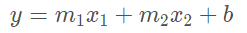 y = m₁x₁ + m₂x₂ + b